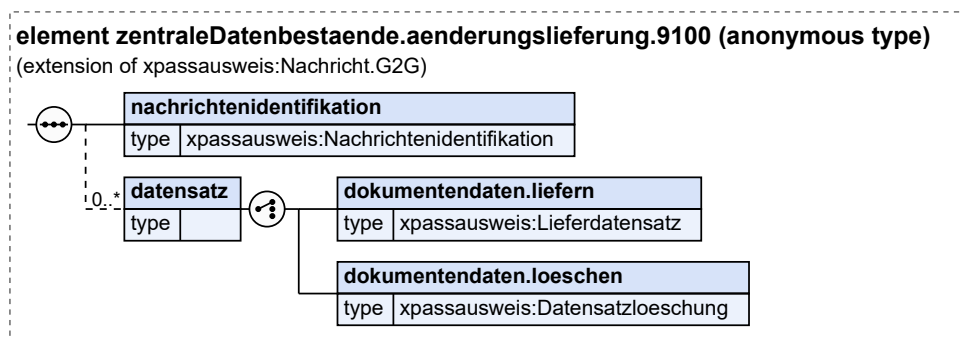 element zentraleDatenbestaende.aenderungslieferung.9100 (anonymous type)
(extension of xpassausweis:Nachricht.G2G)
nachrichtenidentifikation
type xpassausweis:Nachrichtenidentifikation
0..*
datensatz
type
dokumentendaten.liefern
type xpassausweis:Lieferdatensatz
dokumentendaten.loeschen
type xpassausweis:Datensatzloeschung